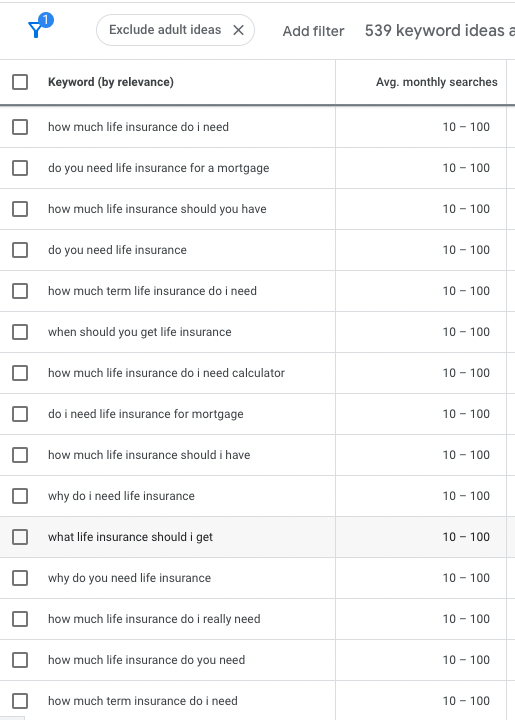 1
Exclude adult ideas
Add filter
539 keyword ideas a
Keyword (by relevance) Avg. monthly searches
how much life insurance do i need 10 – 100
do you need life insurance for a mortgage 10 – 100
how much life insurance should you have 10 – 100
do you need life insurance 10 – 100
how much term life insurance do i need 10 – 100
when should you get life insurance 10 – 100
how much life insurance do i need calculator 10 – 100
do i need life insurance for mortgage 10 – 100
how much life insurance should i have 10 – 100
why do i need life insurance 10 – 100
what life insurance should i get 10 – 100
why do you need life insurance 10 – 100
how much life insurance do i really need 10 – 100
how much life insurance do you need 10 – 100
how much term insurance do i need 10 – 100